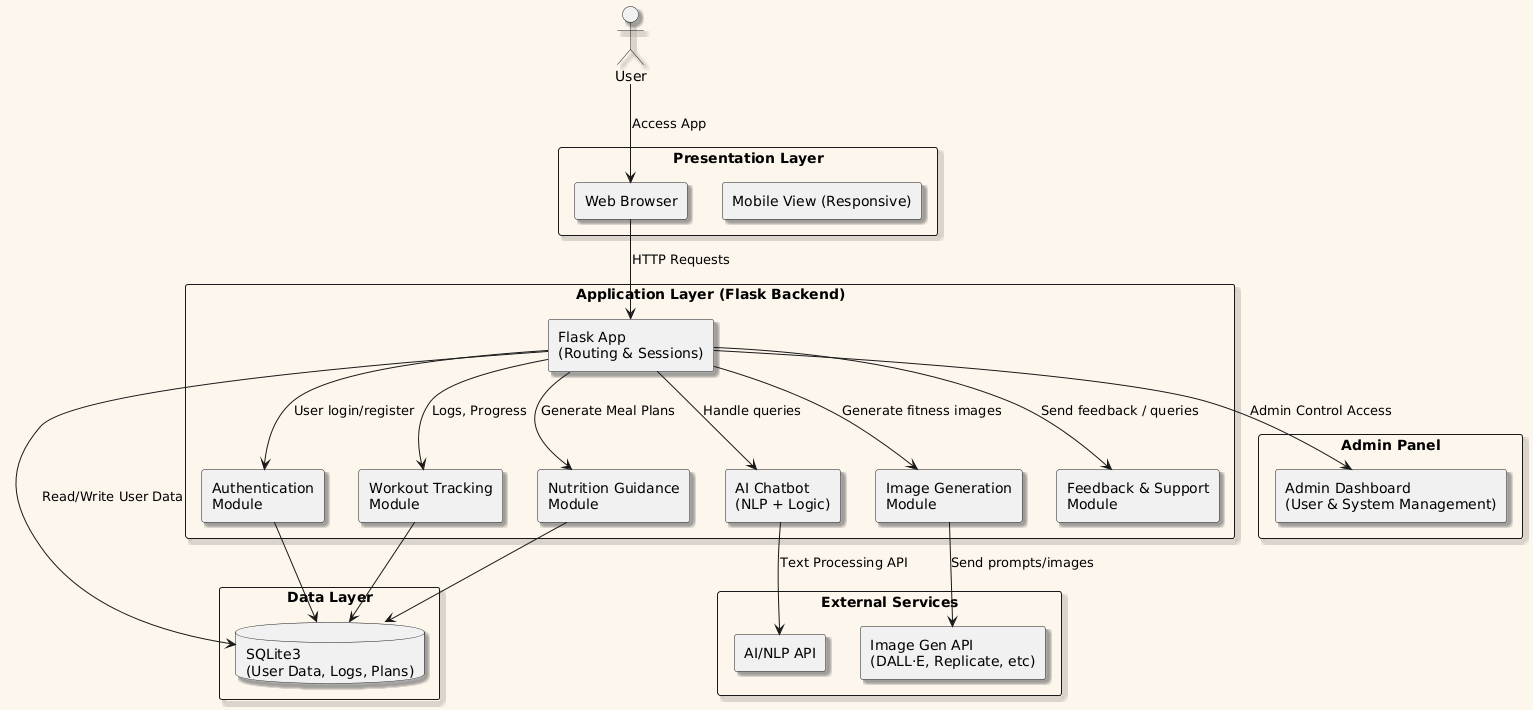 User
Access App
Presentation Layer
Web Browser
Mobile View (Responsive)
HTTP Requests
Application Layer (Flask Backend)
Flask App
(Routing & Sessions)
User login/register
Logs, Progress
Generate Meal Plans
Handle queries
Generate fitness images
Send feedback / queries
Admin Control Access
Admin Panel
Read/Write User Data
Authentication
Module
Workout Tracking
Module
Nutrition Guidance
Module
AI Chatbot
(NLP + Logic)
Image Generation
Module
Feedback & Support
Module
Admin Dashboard
(User & System Management)
Text Processing API
Send prompts/images
Data Layer
SQLite3
(User Data, Logs, Plans)
External Services
AI/NLP API
Image Gen API
(DALL·E, Replicate, etc)